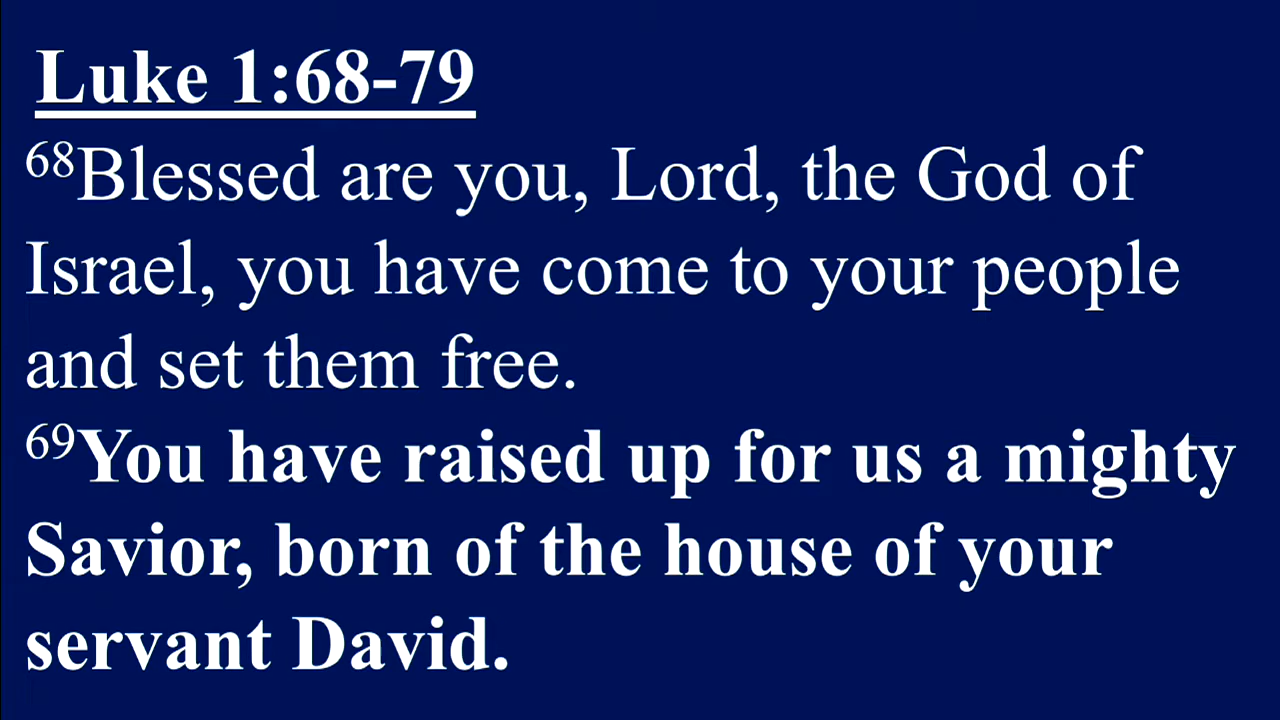 Luke 1:68-79
68Blessed are you, Lord, the God of
Israel, you have come to your people
and set them free.
69You have raised up for us a mighty
Savior, born of the house of your
servant David.